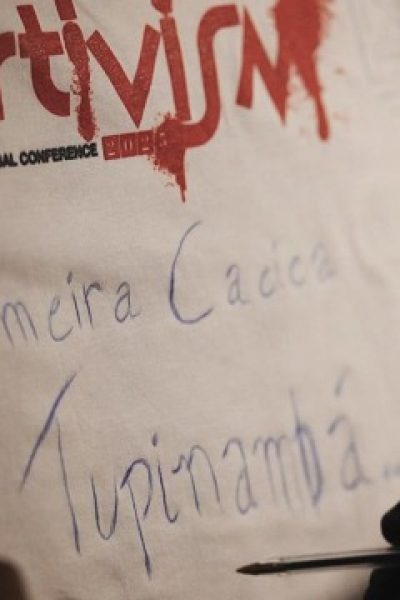 rtivism
AL CONFERENCE
meira Cacica
Tupinambá